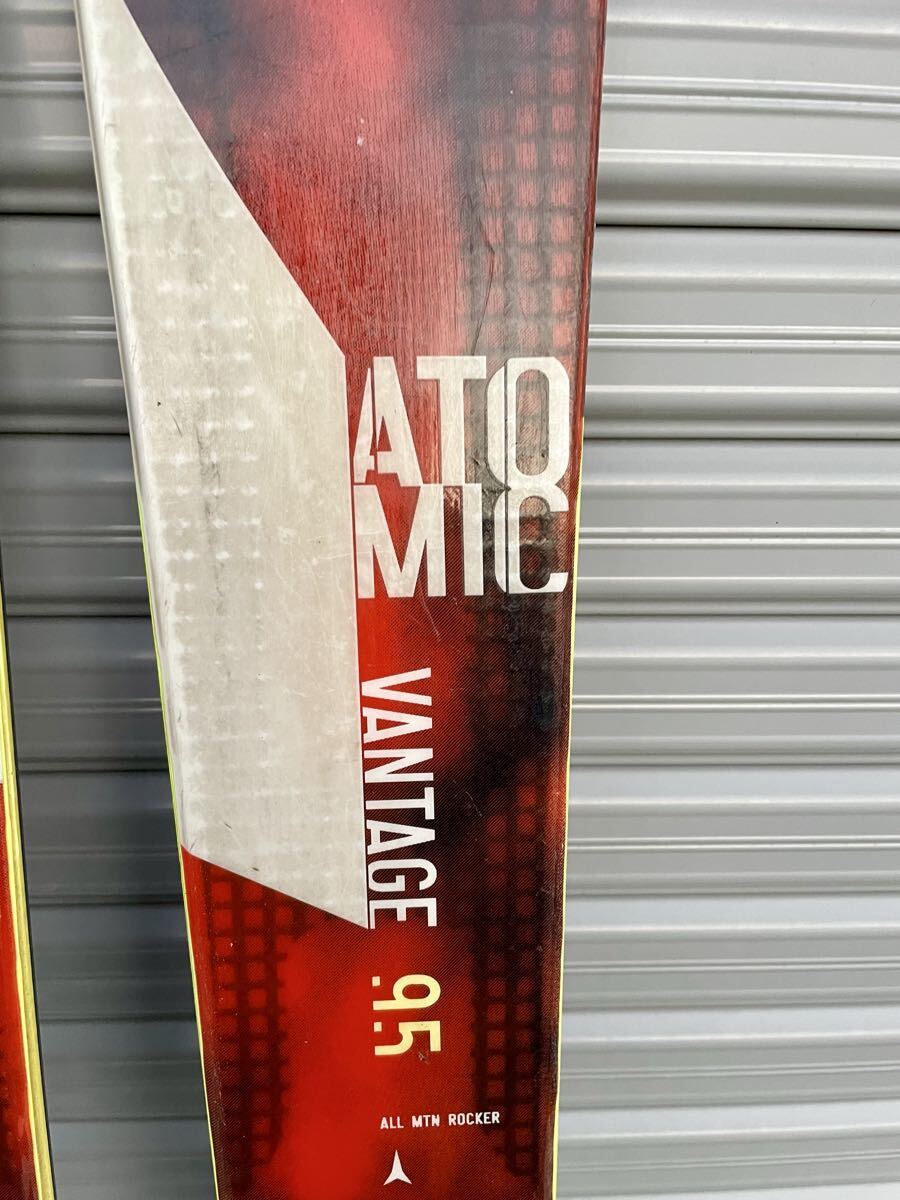 ATO
MIC
VANTAGE
95
ALL MTN ROCKER